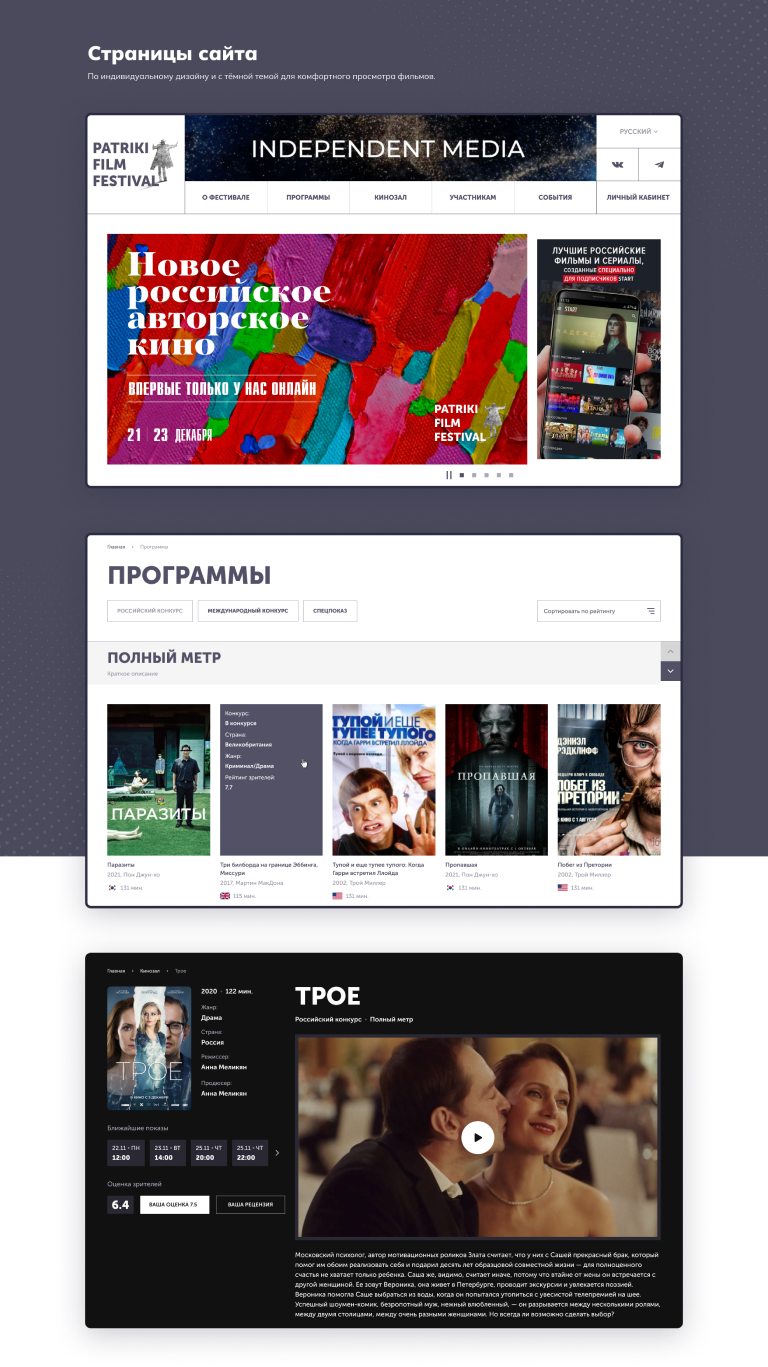 Страницы сайта
По индивидуальному дизайну и с тёмной темой для комфортного просмотра фильмов.
PATRIKI
FILM
FESTIVAL
INDEPENDENT MEDIA
РУССКИЙ
О ФЕСТИВАЛЕ
ПРОГРАММЫ
КИНОЗАЛ
УЧАСТНИКАМ
СОБЫТИЯ
ЛИЧНЫЙ КАБИНЕТ
Новое
российское
авторское
кино
ВПЕРВЫЕ ТОЛЬКО У НАС ОНЛАЙН
21 | 23 ДЕКАБРЯ
PATRIKI
FILM
FESTIVAL
ЛУЧШИЕ РОССИЙСКИЕ
ФИЛЬМЫ И СЕРИАЛЫ,
СОЗДАННЫЕ СПЕЦИАЛЬНО
ДЛЯ ПОДПИСЧИКОВ START
START
Главная › Программы
ПРОГРАММЫ
РОССИЙСКИЙ КОНКУРС
МЕЖДУНАРОДНЫЙ КОНКУРС
СПЕЦПОКАЗ
Сортировать по рейтингу
ПОЛНЫЙ МЕТР
Краткое описание
ПАРАЗИТЫ
Конкурс:
В конкурсе
Страна:
Великобритания
Жанр:
Криминал/Драма
Рейтинг зрителей:
7.7
ТУПОЙ И ЕЩЕ
ТУПЕЕ ТУПОГО
КОГДА ГАРРИ ВСТРЕТИЛ ЛЛОЙДА
ПРОПАВШАЯ
ДЭНИЕЛ
РЭДКЛИФФ
ПОБЕГ ИЗ
ПРЕТОРИИ
В КИНО С 1 АВГУСТА
Паразиты
2021, Пон Джун-хо
131 мин.
Три билборда на границе Эббинга,
Миссури
2017, Мартин МакДона
115 мин.
Тупой и еще тупее тупого: Когда
Гарри встретил Ллойда
2002, Трой Миллер
131 мин.
Пропавшая
2021, Пон Джун-хо
131 мин.
Побег из Претории
2002, Трой Миллер
131 мин.
Главная › Кинозал › Трое
ТРОЕ
2020 · 122 мин.
Жанр:
Драма
Страна:
Россия
Режиссер:
Анна Меликян
Продюсер:
Анна Меликян
Ближайшие показы
22.11 • ПН
12:00
23.11 • ВТ
14:00
25.11 • ЧТ
20:00
25.11 • ЧТ
22:00
Оценка зрителей
6.4
ВАША ОЦЕНКА 7.5
ВАША РЕЦЕНЗИЯ
ТРОЕ
Российский конкурс · Полный метр
Московский психолог, автор мотивационных роликов Злата считает, что у них с Сашей прекрасный брак, который
помог им обоим реализовать себя и подарил десять лет образцовой совместной жизни — для полноценного
счастья не хватает только ребенка. Саша же, видимо, считает иначе, потому что втайне от жены он встречается с
другой женщиной. Ее зовут Вероника, она живет в Петербурге, проводит экскурсии и увлекается поэзией.
Вероника помогла Саше выбраться из воды, когда он попытался утопиться с увесистой телепремией на шее.
Успешный шоумен-комик, безропотный муж, нежный влюбленный, — он разрывается между несколькими ролями,
между двумя столицами, между очень разными женщинами. Но всегда ли возможно сделать выбор?